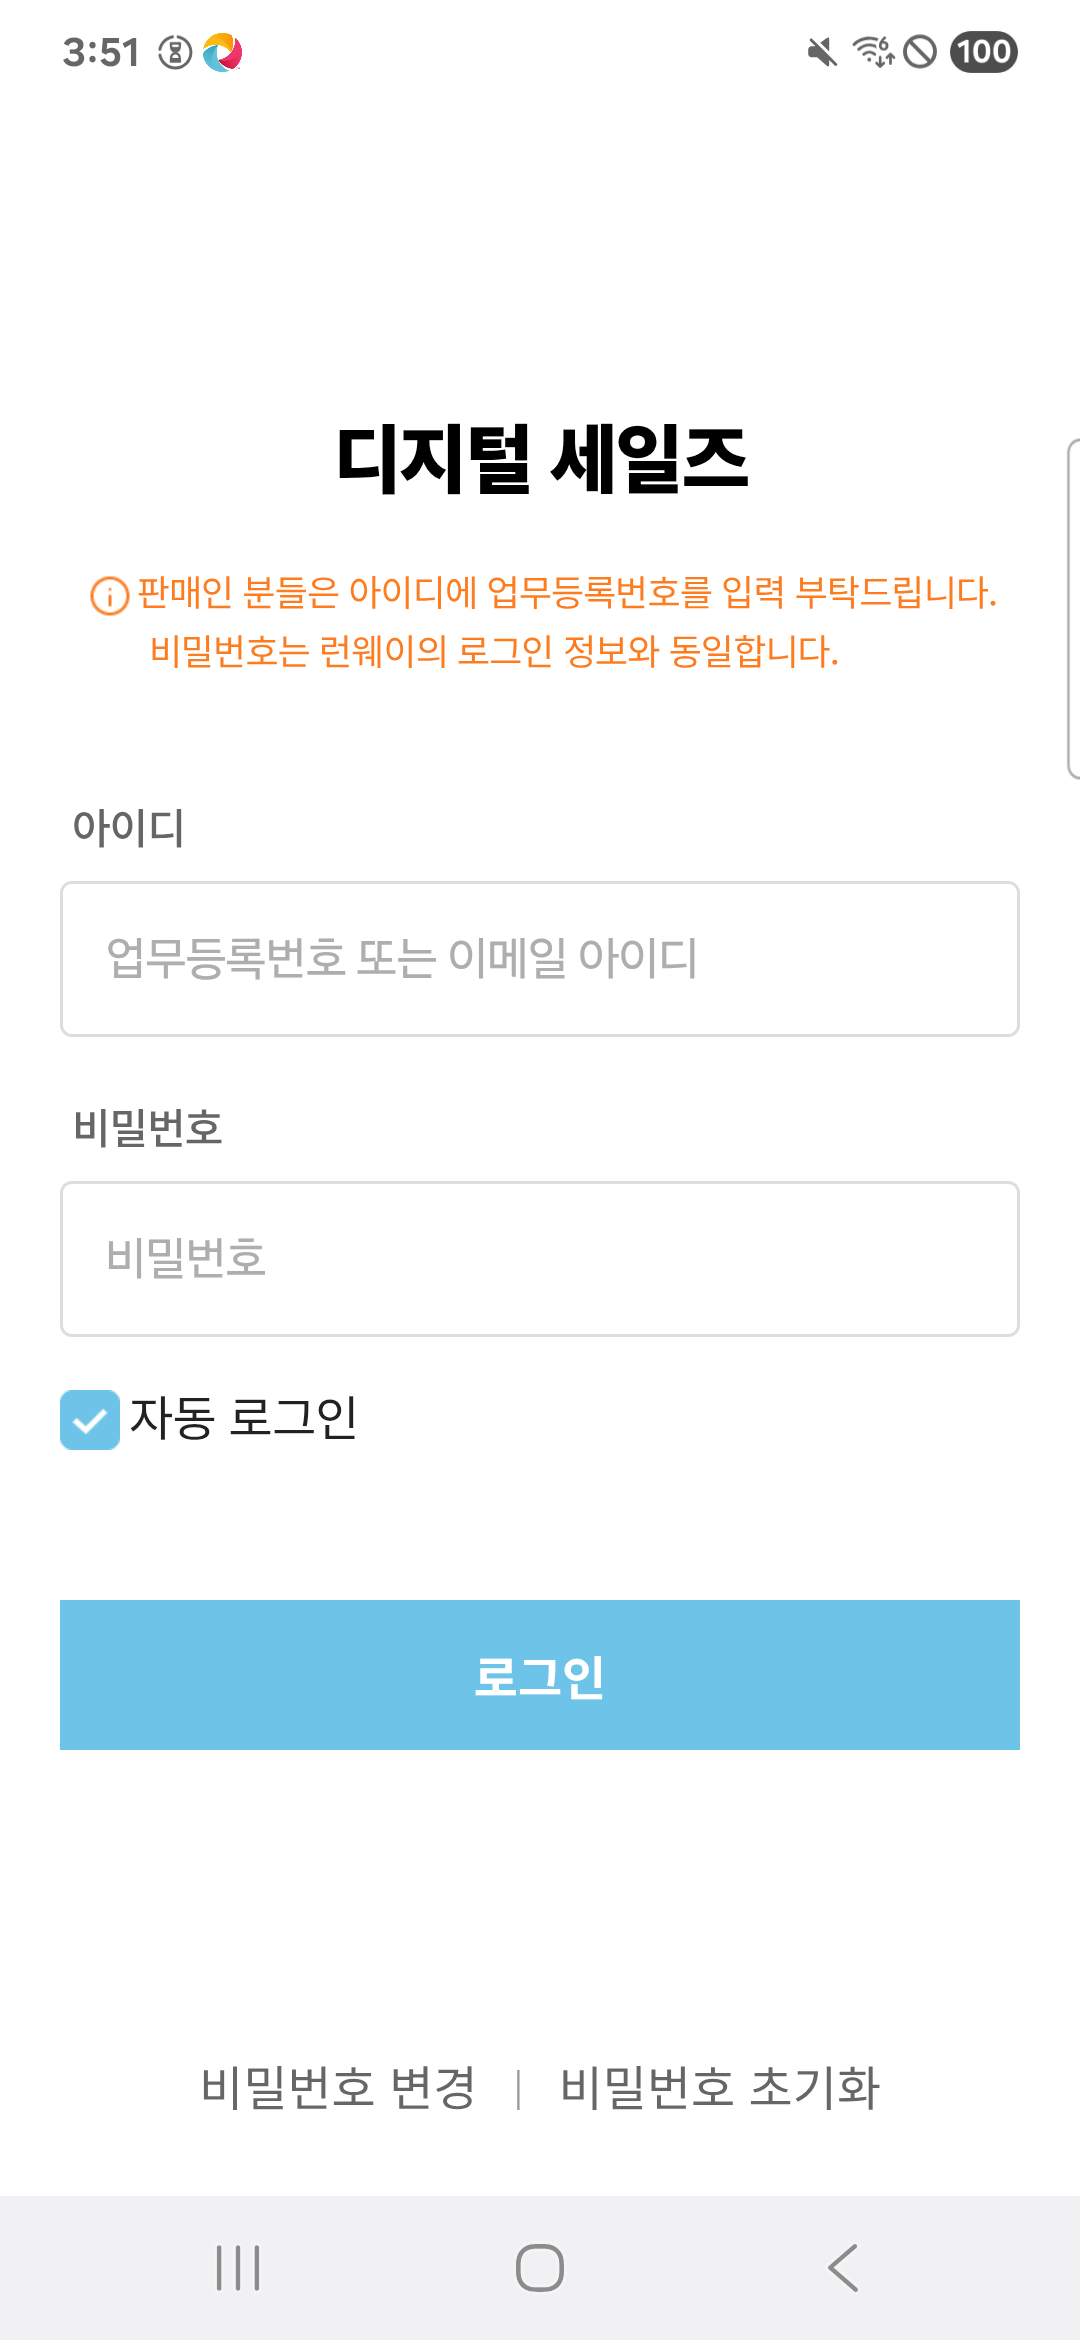 3:51
100
디지털 세일즈
판매인 분들은 아이디에 업무등록번호를 입력 부탁드립니다.
비밀번호는 런웨이의 로그인 정보와 동일합니다.
아이디
업무등록번호 또는 이메일 아이디
비밀번호
비밀번호
자동 로그인
로그인
비밀번호 변경 | 비밀번호 초기화